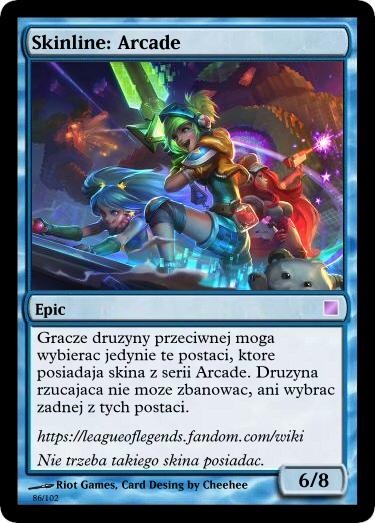 Skinline: Arcade
Epic
Gracze druzyny przeciwnej moga
wybierac jedynie te postaci, ktore
posiadaja skina z serii Arcade. Druzyna
rzucajaca nie moze zbanowac, ani wybrac
zadnej z tych postaci.
https://leagueoflegends.fandom.com/wiki
Nie trzeba takiego skina posiadac.
6/8
Riot Games, Card Desing by Cheehee
86/102